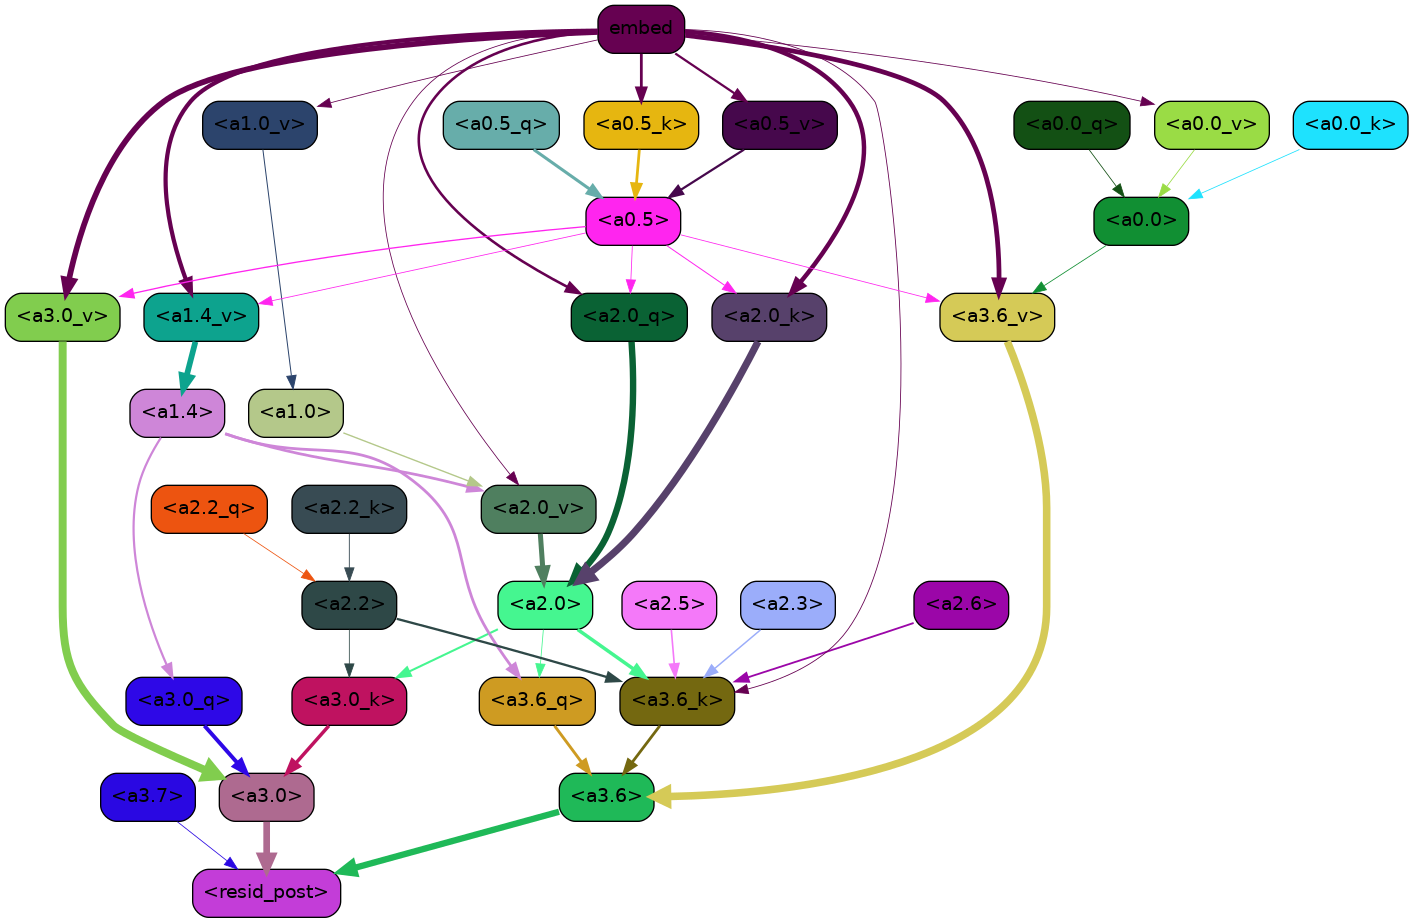 embed
<a1.0_v>
<a0.5_q>
<a0.5_k>
<a0.5_v>
<a0.0_q>
<a0.0_v>
<a0.0_k>
<a0.5>
<a0.0>
<a3.0_v>
<a1.4_v>
<a2.0_q>
<a2.0_k>
<a3.6_v>
<a1.4>
<a1.0>
<a2.2_q>
<a2.2_k>
<a2.0_v>
<a2.2>
<a2.0>
<a2.5>
<a2.3>
<a2.6>
<a3.0_q>
<a3.0_k>
<a3.6_q>
<a3.6_k>
<a3.7>
<a3.0>
<a3.6>
<resid_post>